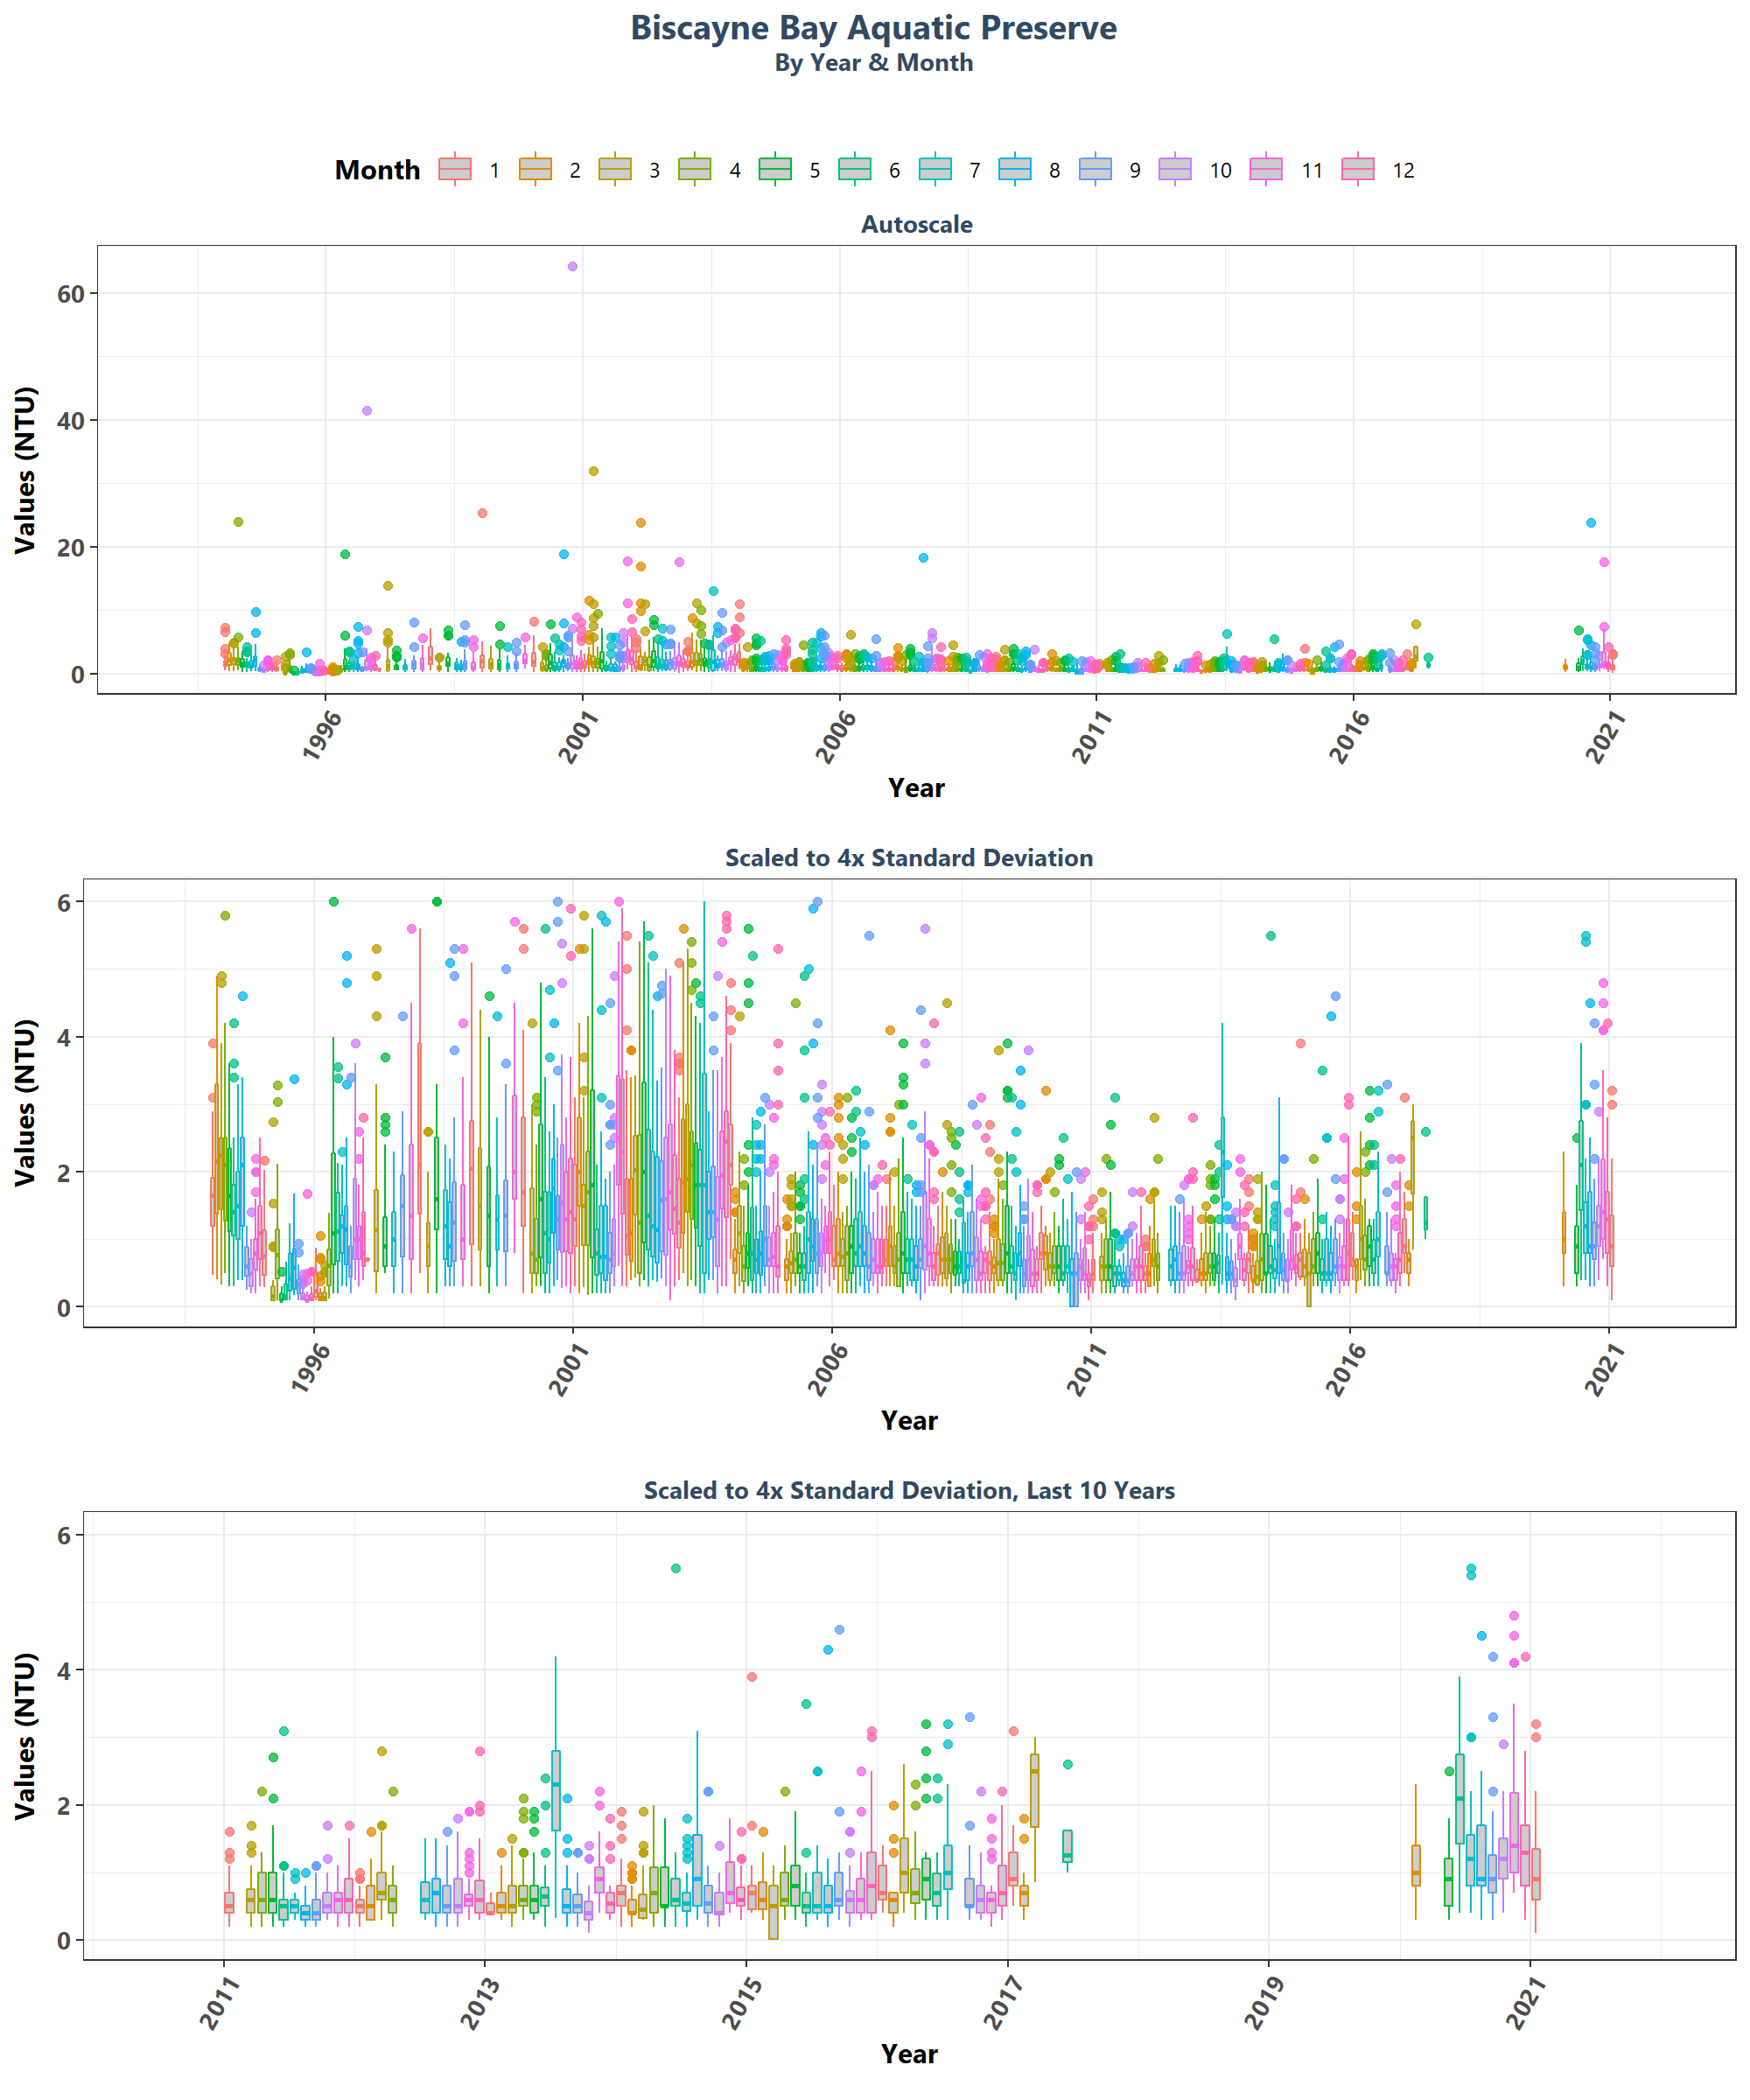 Biscayne Bay Aquatic Preserve
By Year & Month
Month 1 2 3 4 5 6 7 8 9 10 11 12
Autoscale
Values (NTU)
60
40
20
0
1996 2001 2006 2011 2016 2021
Year
Scaled to 4x Standard Deviation
Values (NTU)
6
4
2
0
1996 2001 2006 2011 2016 2021
Year
Scaled to 4x Standard Deviation, Last 10 Years
Values (NTU)
6
4
2
0
2011 2013 2015 2017 2019 2021
Year